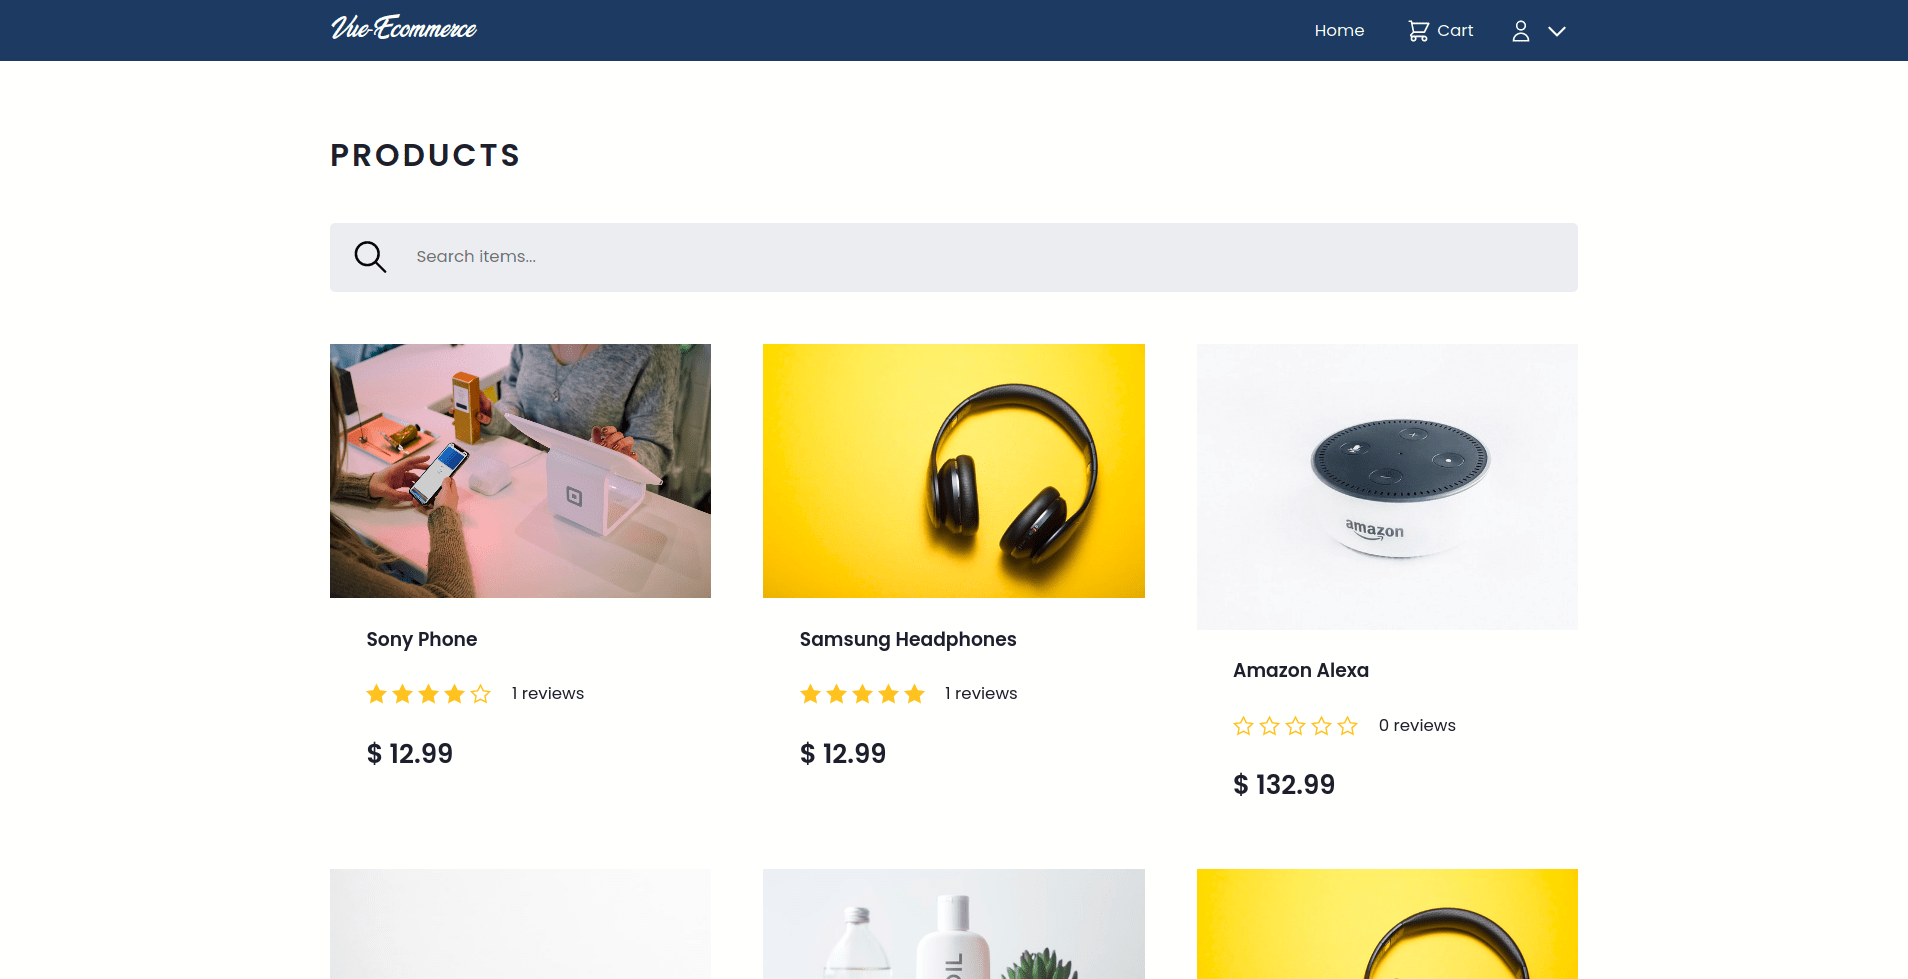 Vue-Ecommerce
Home
Cart
PRODUCTS
Search items...
amazon
Sony Phone
1 reviews
$ 12.99
Samsung Headphones
1 reviews
$ 12.99
Amazon Alexa
0 reviews
$ 132.99
OIL